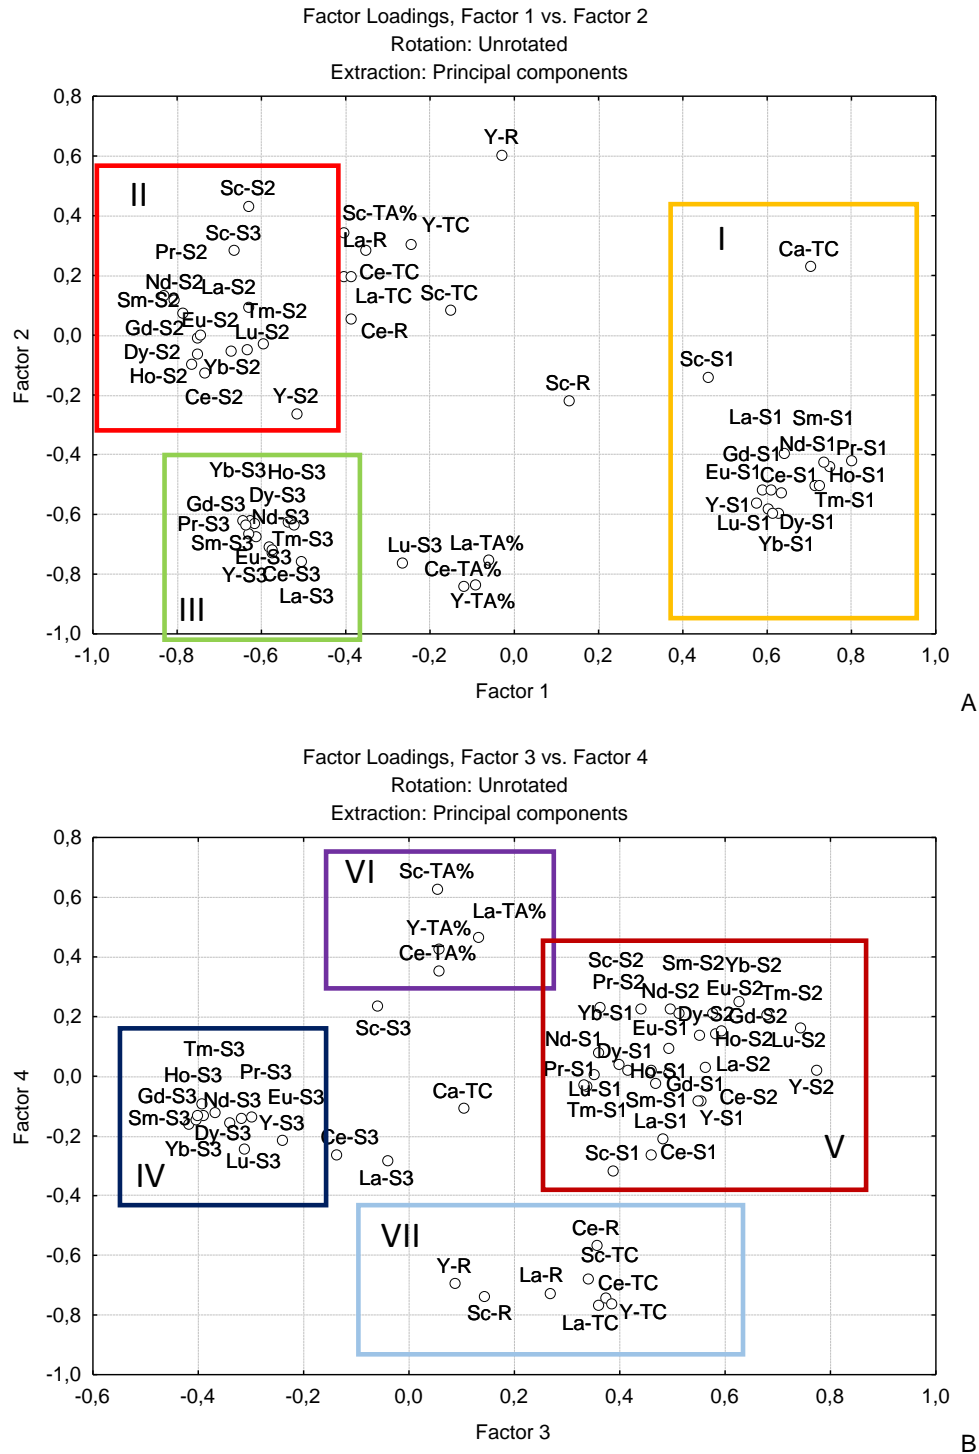 Factor Loadings, Factor 1 vs. Factor 2
Rotation: Unrotated
Extraction: Principal components
0,8
0,6
0,4
0,2
0,0
-0,2
-0,4
-0,6
-0,8
-1,0
Factor 2
-1,0 -0,8 -0,6 -0,4 -0,2 0,0 0,2 0,4 0,6 0,8 1,0
Factor 1
A
Y-R
II
Sc-S2
Sc-S3
Pr-S2
Nd-S2 La-S2
Sm-S2 Tm-S2
Gd-S2 Eu-S2 Lu-S2
Dy-S2 Yb-S2
Ho-S2
Ce-S2 Y-S2
Sc-TA%
La-R Y-TC
Ce-TC
La-TC Sc-TC
Ce-R
Sc-R
I
Ca-TC
Sc-S1
La-S1 Sm-S1
Nd-S1 Pr-S1
Gd-S1
Eu-S1 Ce-S1 Ho-S1
Y-S1 Tm-S1
Lu-S1 Dy-S1
Yb-S1
Yb-S3 Ho-S3
Dy-S3
Gd-S3
Pr-S3 Nd-S3
Sm-S3 Tm-S3
Eu-S3
Y-S3 Ce-S3
La-S3
III
Lu-S3 La-TA%
Ce-TA%
Y-TA%
Factor Loadings, Factor 3 vs. Factor 4
Rotation: Unrotated
Extraction: Principal components
0,8
0,6
0,4
0,2
0,0
-0,2
-0,4
-0,6
-0,8
-1,0
Factor 4
-0,6 -0,4 -0,2 0,0 0,2 0,4 0,6 0,8 1,0
Factor 3
B
VI Sc-TA%
La-TA%
Y-TA%
Ce-TA%
Sc-S3
Ca-TC
Ce-S3
La-S3
Tm-S3
Ho-S3 Pr-S3
Gd-S3 Nd-S3 Eu-S3
Sm-S3 Y-S3
Dy-S3
Yb-S3 Lu-S3
IV
Sc-S2 Sm-S2 Yb-S2
Pr-S2 Nd-S2 Eu-S2 Tm-S2
Yb-S1 Dy-S2 Gd-S2
Nd-S1 Eu-S1 Ho-S2 Lu-S2
Dy-S1
Pr-S1 Ho-S1 La-S2
Lu-S1 Gd-S1 Y-S2
Tm-S1 Sm-S1 Ce-S2
La-S1 Y-S1
Sc-S1 Ce-S1
V
VII
Ce-R
Sc-TC
Y-R La-R Ce-TC
Sc-R Y-TC
La-TC